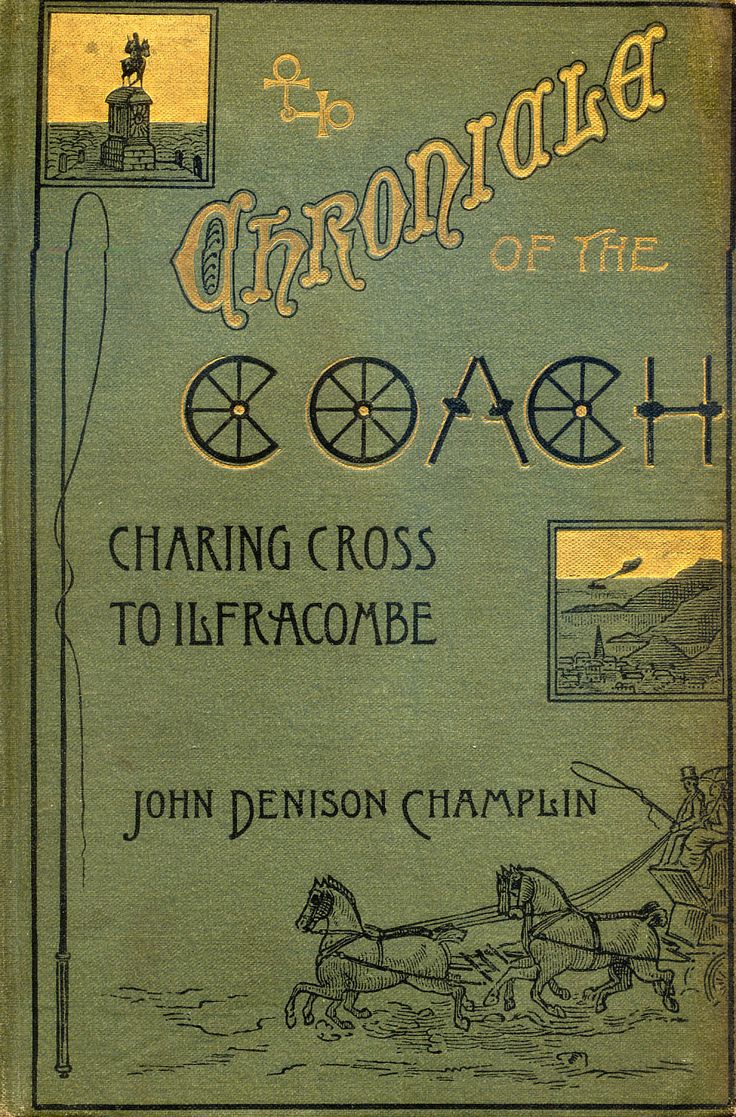 Chronicle
OF THE
COACH
CHARING CROSS
TO ILFRACOMBE
JOHN DENISON CHAMPLIN